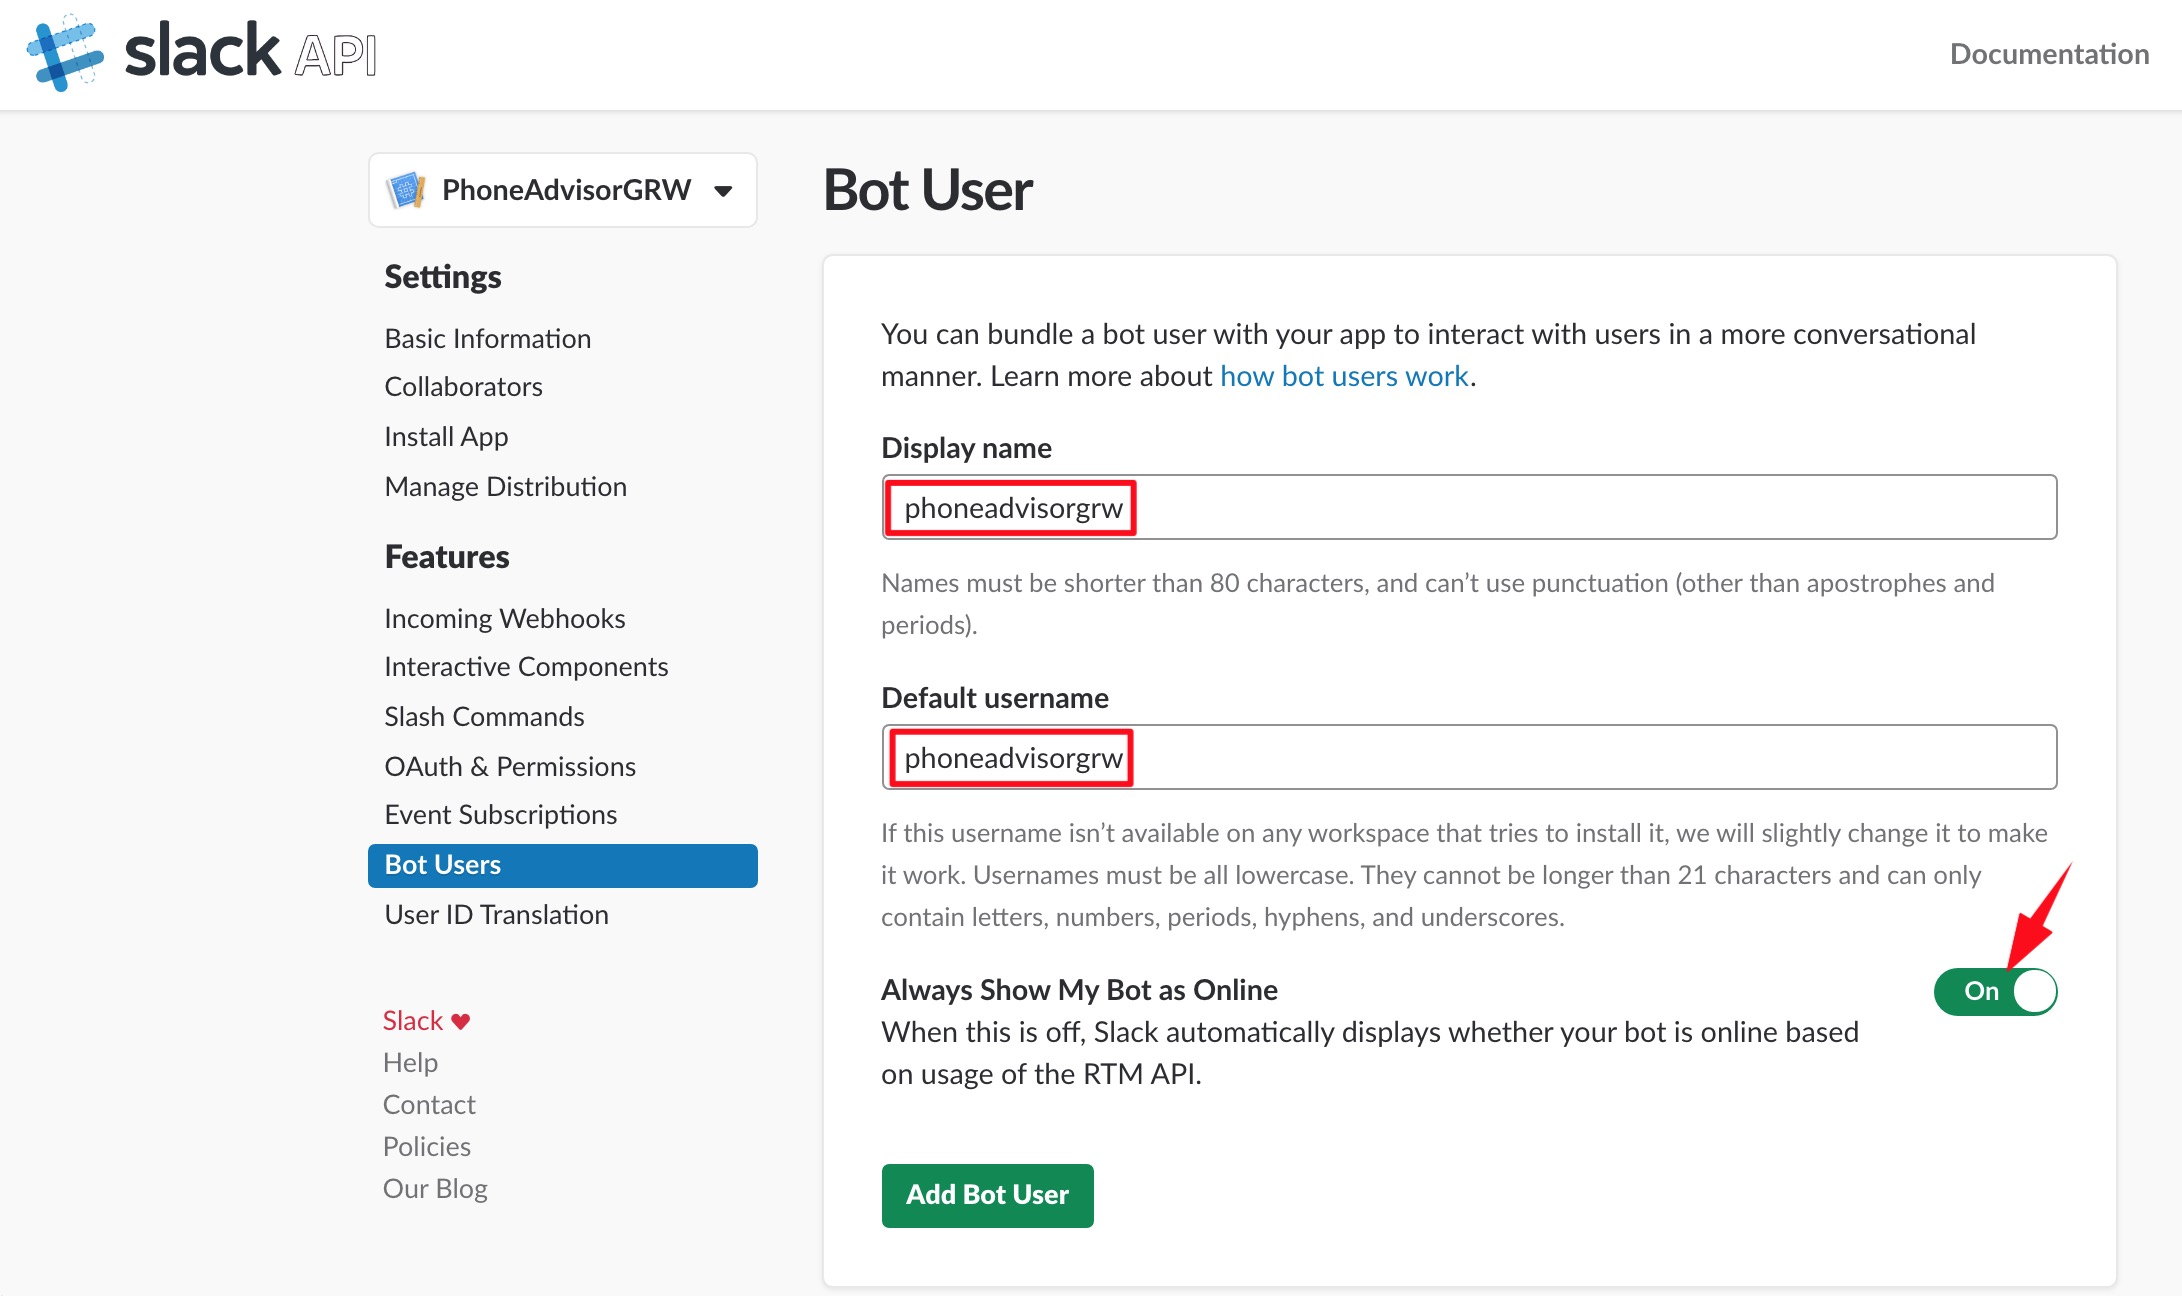 slack API
Documentation
PhoneAdvisorGRW
Settings
Basic Information
Collaborators
Install App
Manage Distribution
Features
Incoming Webhooks
Interactive Components
Slash Commands
OAuth & Permissions
Event Subscriptions
Bot Users
User ID Translation
Slack ♥
Help
Contact
Policies
Our Blog
Bot User
You can bundle a bot user with your app to interact with users in a more conversational
manner. Learn more about how bot users work.
Display name
phoneadvisorgrw
Names must be shorter than 80 characters, and can’t use punctuation (other than apostrophes and
periods).
Default username
phoneadvisorgrw
If this username isn’t available on any workspace that tries to install it, we will slightly change it to make
it work. Usernames must be all lowercase. They cannot be longer than 21 characters and can only
contain letters, numbers, periods, hyphens, and underscores.
Always Show My Bot as Online
On
When this is off, Slack automatically displays whether your bot is online based
on usage of the RTM API.
Add Bot User